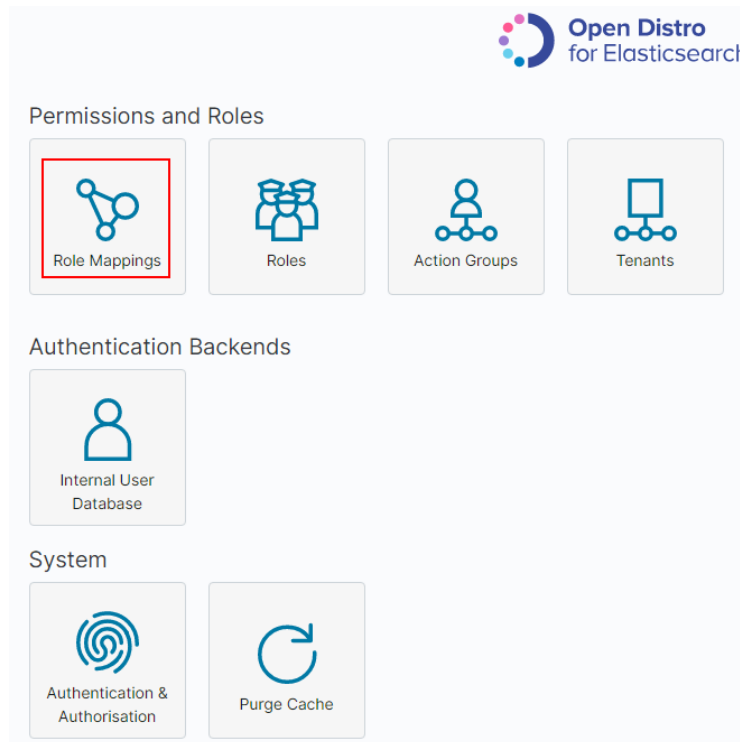 Open Distro
for Elasticsearch
Permissions and Roles
Role Mappings
Roles
Action Groups
Tenants
Authentication Backends
Internal User
Database
System
Authentication &
Authorisation
Purge Cache